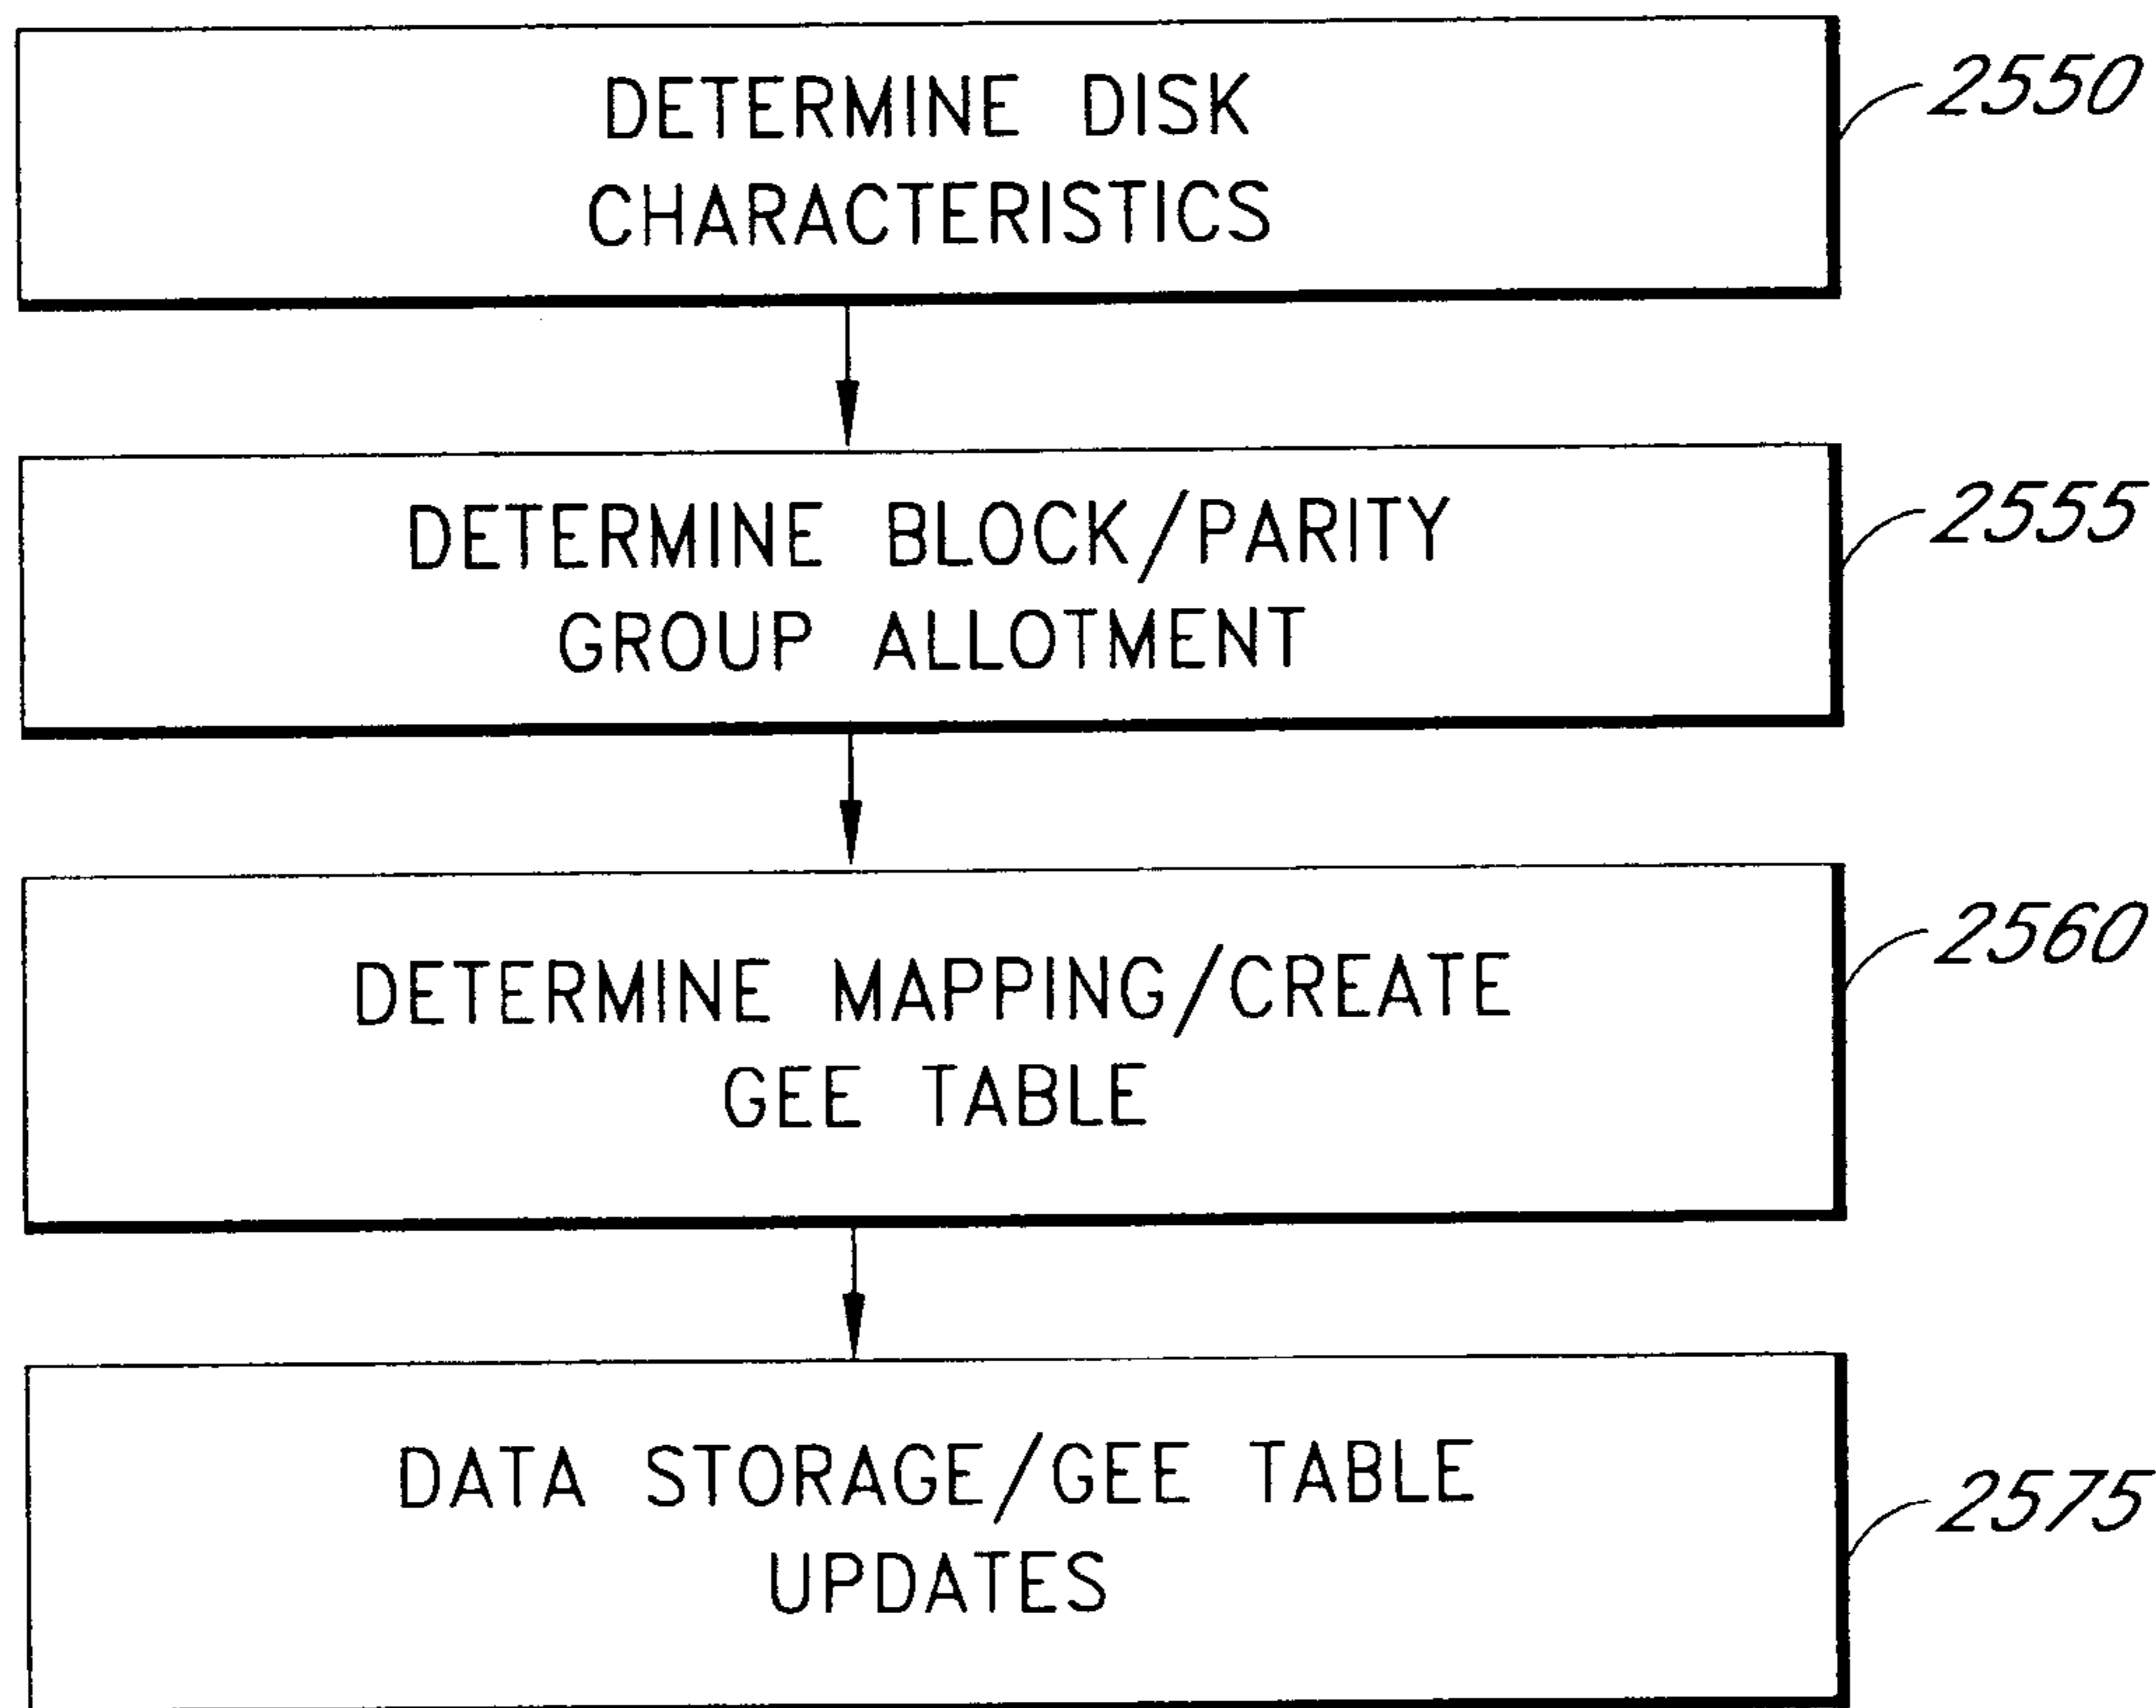 DETERMINE DISK
CHARACTERISTICS
2550
DETERMINE BLOCK/PARITY
GROUP ALLOTMENT
2555
DETERMINE MAPPING/CREATE
GEE TABLE
2560
DATA STORAGE/GEE TABLE
UPDATES
2575